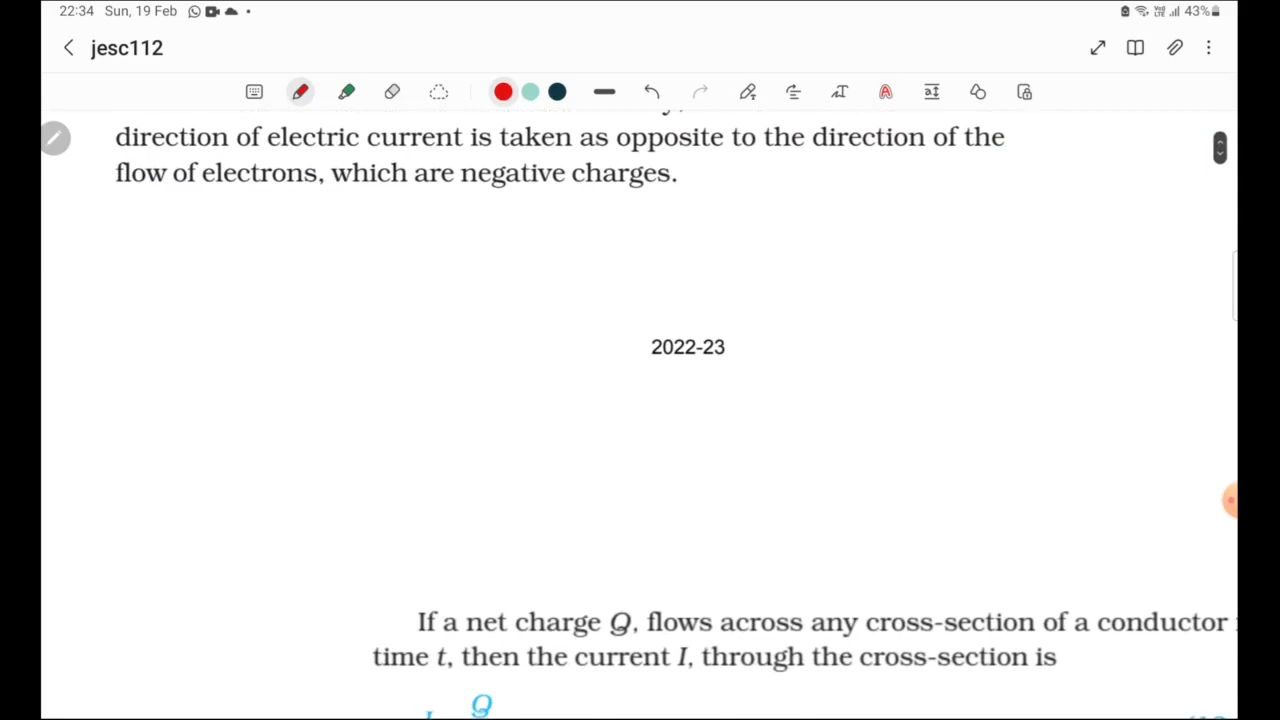 22:34 Sun, 19 Feb
43%
jesc112
direction of electric current is taken as opposite to the direction of the
flow of electrons, which are negative charges.
2022-23
If a net charge Q, flows across any cross-section of a conductor
time t, then the current I, through the cross-section is
Q